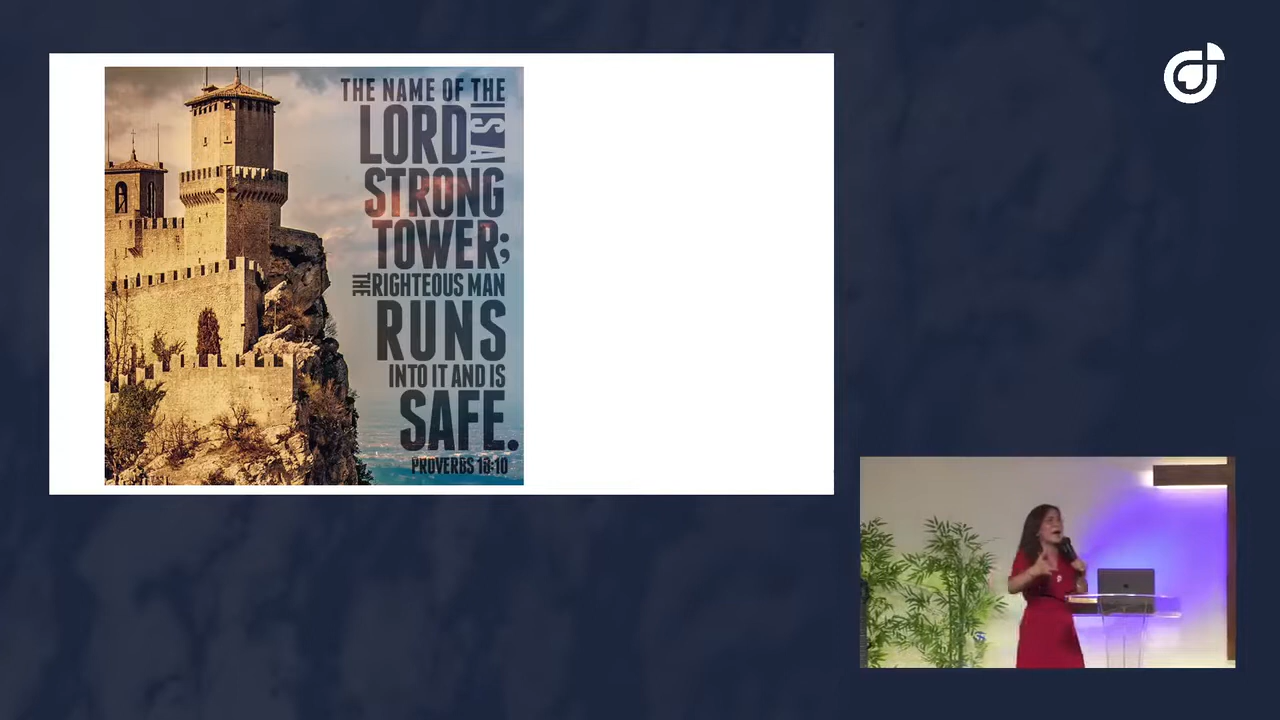 THE NAME OF THE
LORD IS A
STRONG
TOWER;
THE RIGHTEOUS MAN
RUNS
INTO IT AND IS
SAFE.
PROVERBS 18:10